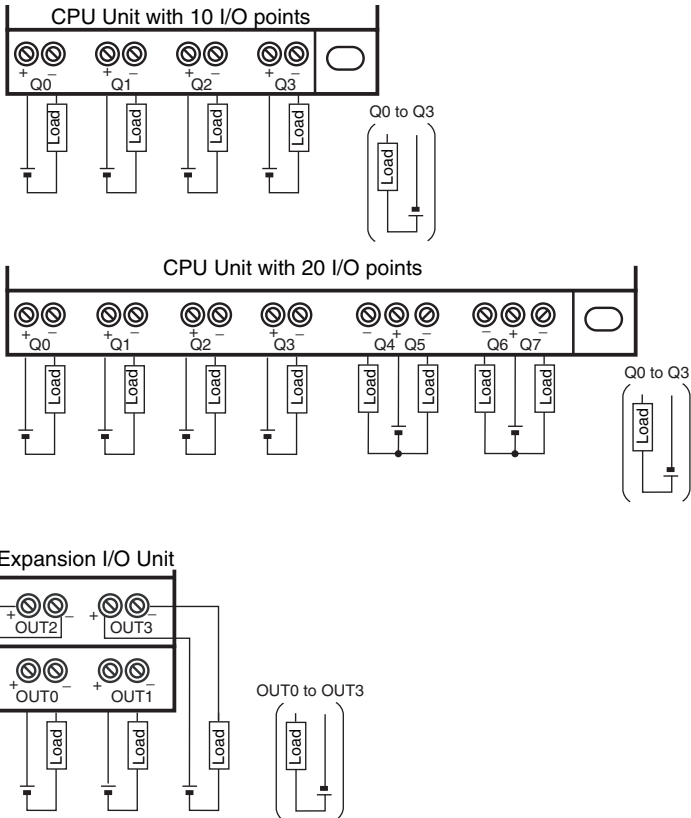 CPU Unit with 10 I/O points
+ – + – + – + –
Q0 Q1 Q2 Q3
Load Load Load Load
Q0 to Q3
Load
CPU Unit with 20 I/O points
+ – + – + – + – – + – – + –
Q0 Q1 Q2 Q3 Q4 Q5 Q6 Q7
Load Load Load Load Load Load Load Load
Q0 to Q3
Load
Expansion I/O Unit
+ – + –
OUT2 OUT3
+ – + –
OUT0 OUT1
Load Load Load
OUT0 to OUT3
Load